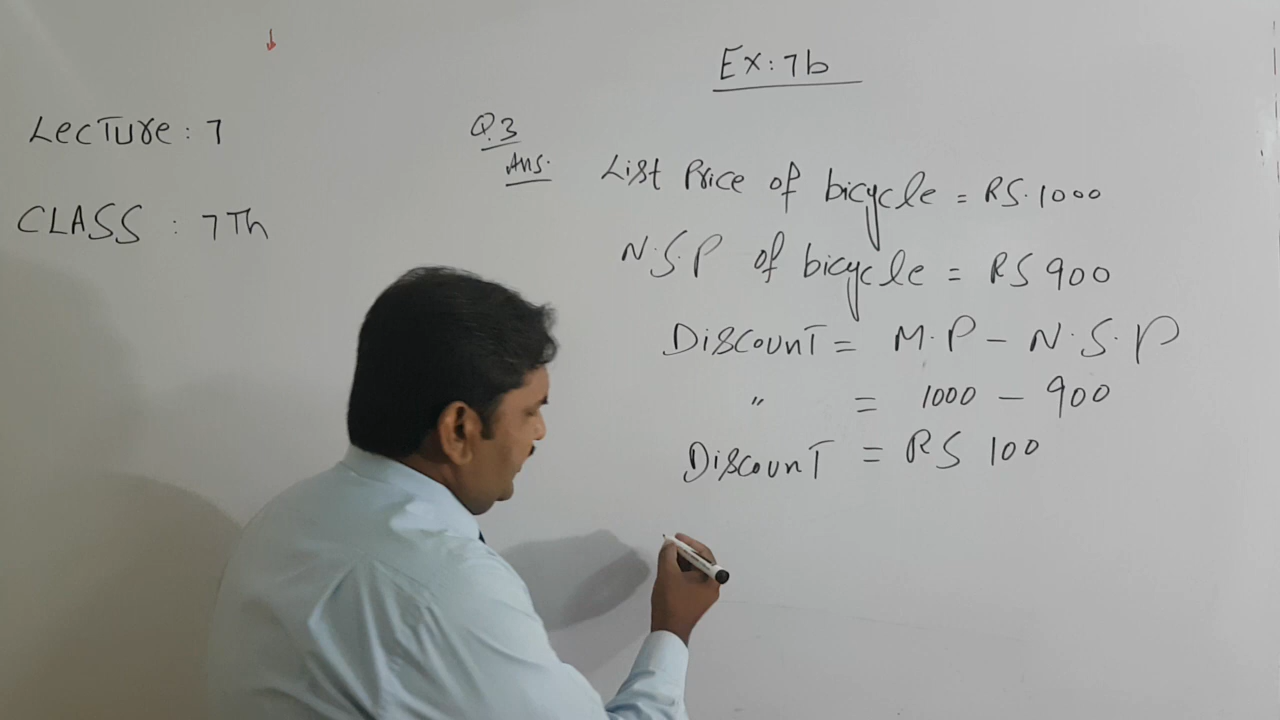 Ex: 7b
Lecture: 7
CLASS : 7Th
Q.3
Ans.
List Price of bicycle = RS.1000
N.S.P of bicycle = RS 900
Discount = M.P - N.S.P
" = 1000 - 900
Discount = RS 100